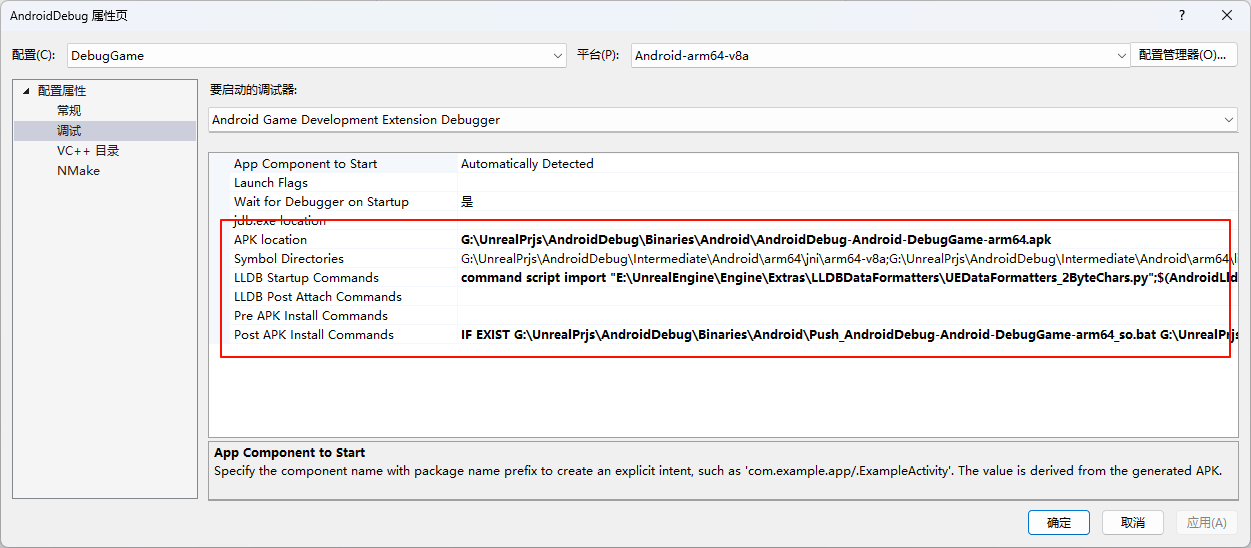 AndroidDebug 属性页
?
配置(C):
DebugGame
平台(P):
Android-arm64-v8a
配置管理器(O)...
配置属性
常规
调试
VC++ 目录
NMake
要启动的调试器:
Android Game Development Extension Debugger
App Component to Start Automatically Detected
Launch Flags
Wait for Debugger on Startup 是
jdb.exe location
APK location G:\UnrealPrjs\AndroidDebug\Binaries\Android\AndroidDebug-Android-DebugGame-arm64.apk
Symbol Directories G:\UnrealPrjs\AndroidDebug\Intermediate\Android\arm64\jni\arm64-v8a;G:\UnrealPrjs\AndroidDebug\Intermediate\Android\arm64\l
LLDB Startup Commands command script import "E:\UnrealEngine\Engine\Extras\LLDBDataFormatters\UEDataFormatters_2ByteChars.py";$(AndroidLld
LLDB Post Attach Commands
Pre APK Install Commands
Post APK Install Commands IF EXIST G:\UnrealPrjs\AndroidDebug\Binaries\Android\Push_AndroidDebug-Android-DebugGame-arm64_so.bat G:\UnrealPrjs
App Component to Start
Specify the component name with package name prefix to create an explicit intent, such as 'com.example.app/.ExampleActivity'. The value is derived from the generated APK.
确定
取消
应用(A)